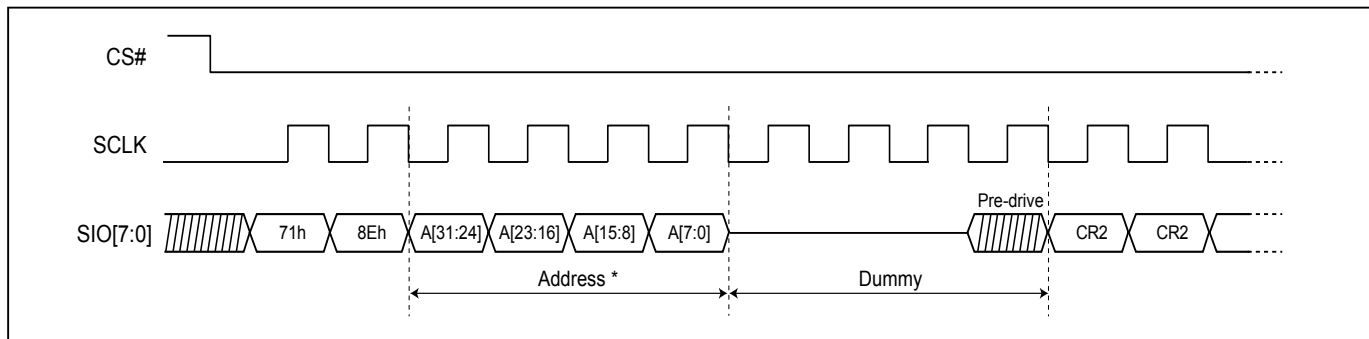 CS#
SCLK
Pre-drive
SIO[7:0] 71h 8Eh A[31:24] A[23:16] A[15:8] A[7:0] CR2 CR2
Address * Dummy